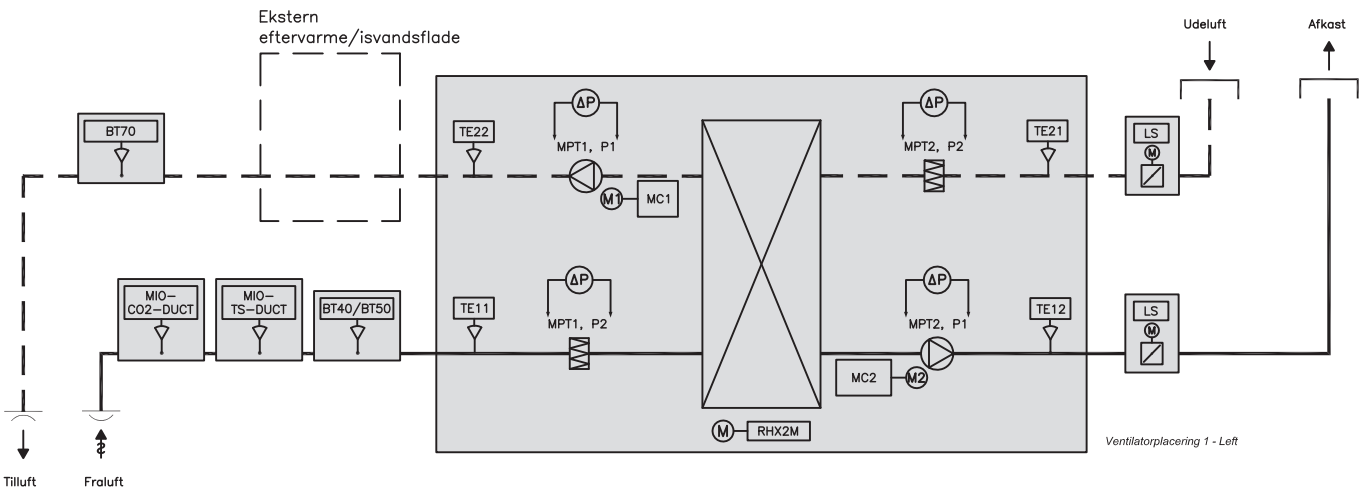 Ekstern
eftervarme/isvandsflade
Udeluft
Afkast
BT70
TE22
ΔP
MPT1, P1
M1
MC1
ΔP
MPT2, P2
TE21
LS
M
MIO-
CO2-DUCT
MIO-
TS-DUCT
BT40/BT50
TE11
ΔP
MPT1, P2
ΔP
MPT2, P1
MC2
M2
TE12
LS
M
M
RHX2M
Ventilatorplacering 1 - Left
Tilluft
Fraluft